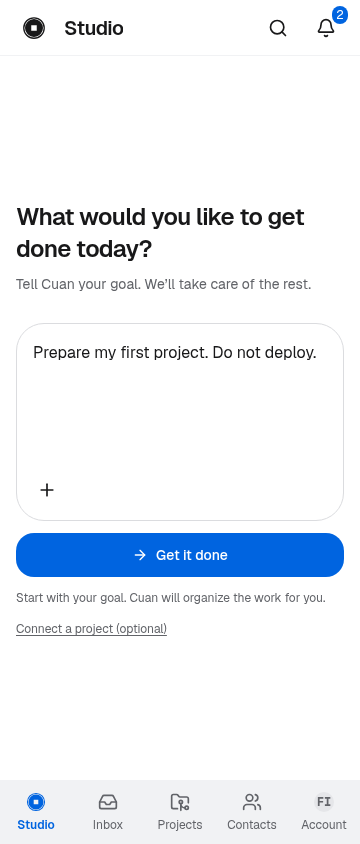 Studio
2
What would you like to get
done today?
Tell Cuan your goal. We’ll take care of the rest.
Prepare my first project. Do not deploy.
Get it done
Start with your goal. Cuan will organize the work for you.
Connect a project (optional)
FI
Studio
Inbox
Projects
Contacts
Account